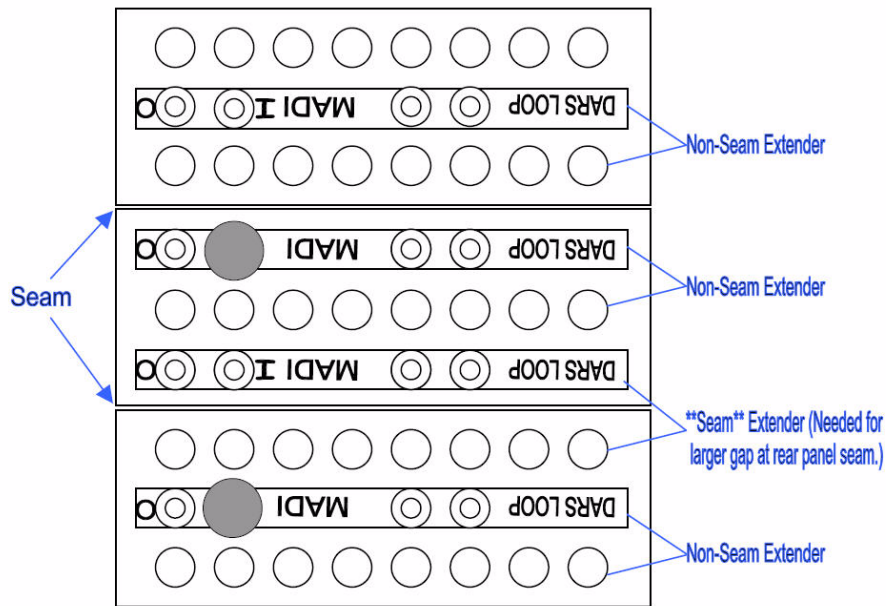 DARS LOOP MADI I O
Non-Seam Extender
DARS LOOP MADI O
Non-Seam Extender
Seam
DARS LOOP MADI I O
**Seam** Extender (Needed for
larger gap at rear panel seam.)
DARS LOOP MADI O
Non-Seam Extender